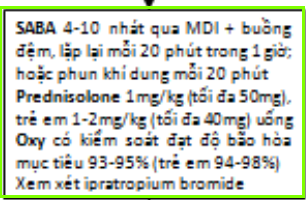 SABA 4-10 nhát qua MDI + buồng
đệm, lặp lại mỗi 20 phút trong 1 giờ;
hoặc phun khí dung mỗi 20 phút
Prednisolone 1mg/kg (tối đa 50mg),
trẻ em 1-2mg/kg (tối đa 40mg) uống
Oxy có kiểm soát đạt độ bão hòa
mục tiêu 93-95% (trẻ em 94-98%)
Xem xét ipratropium bromide